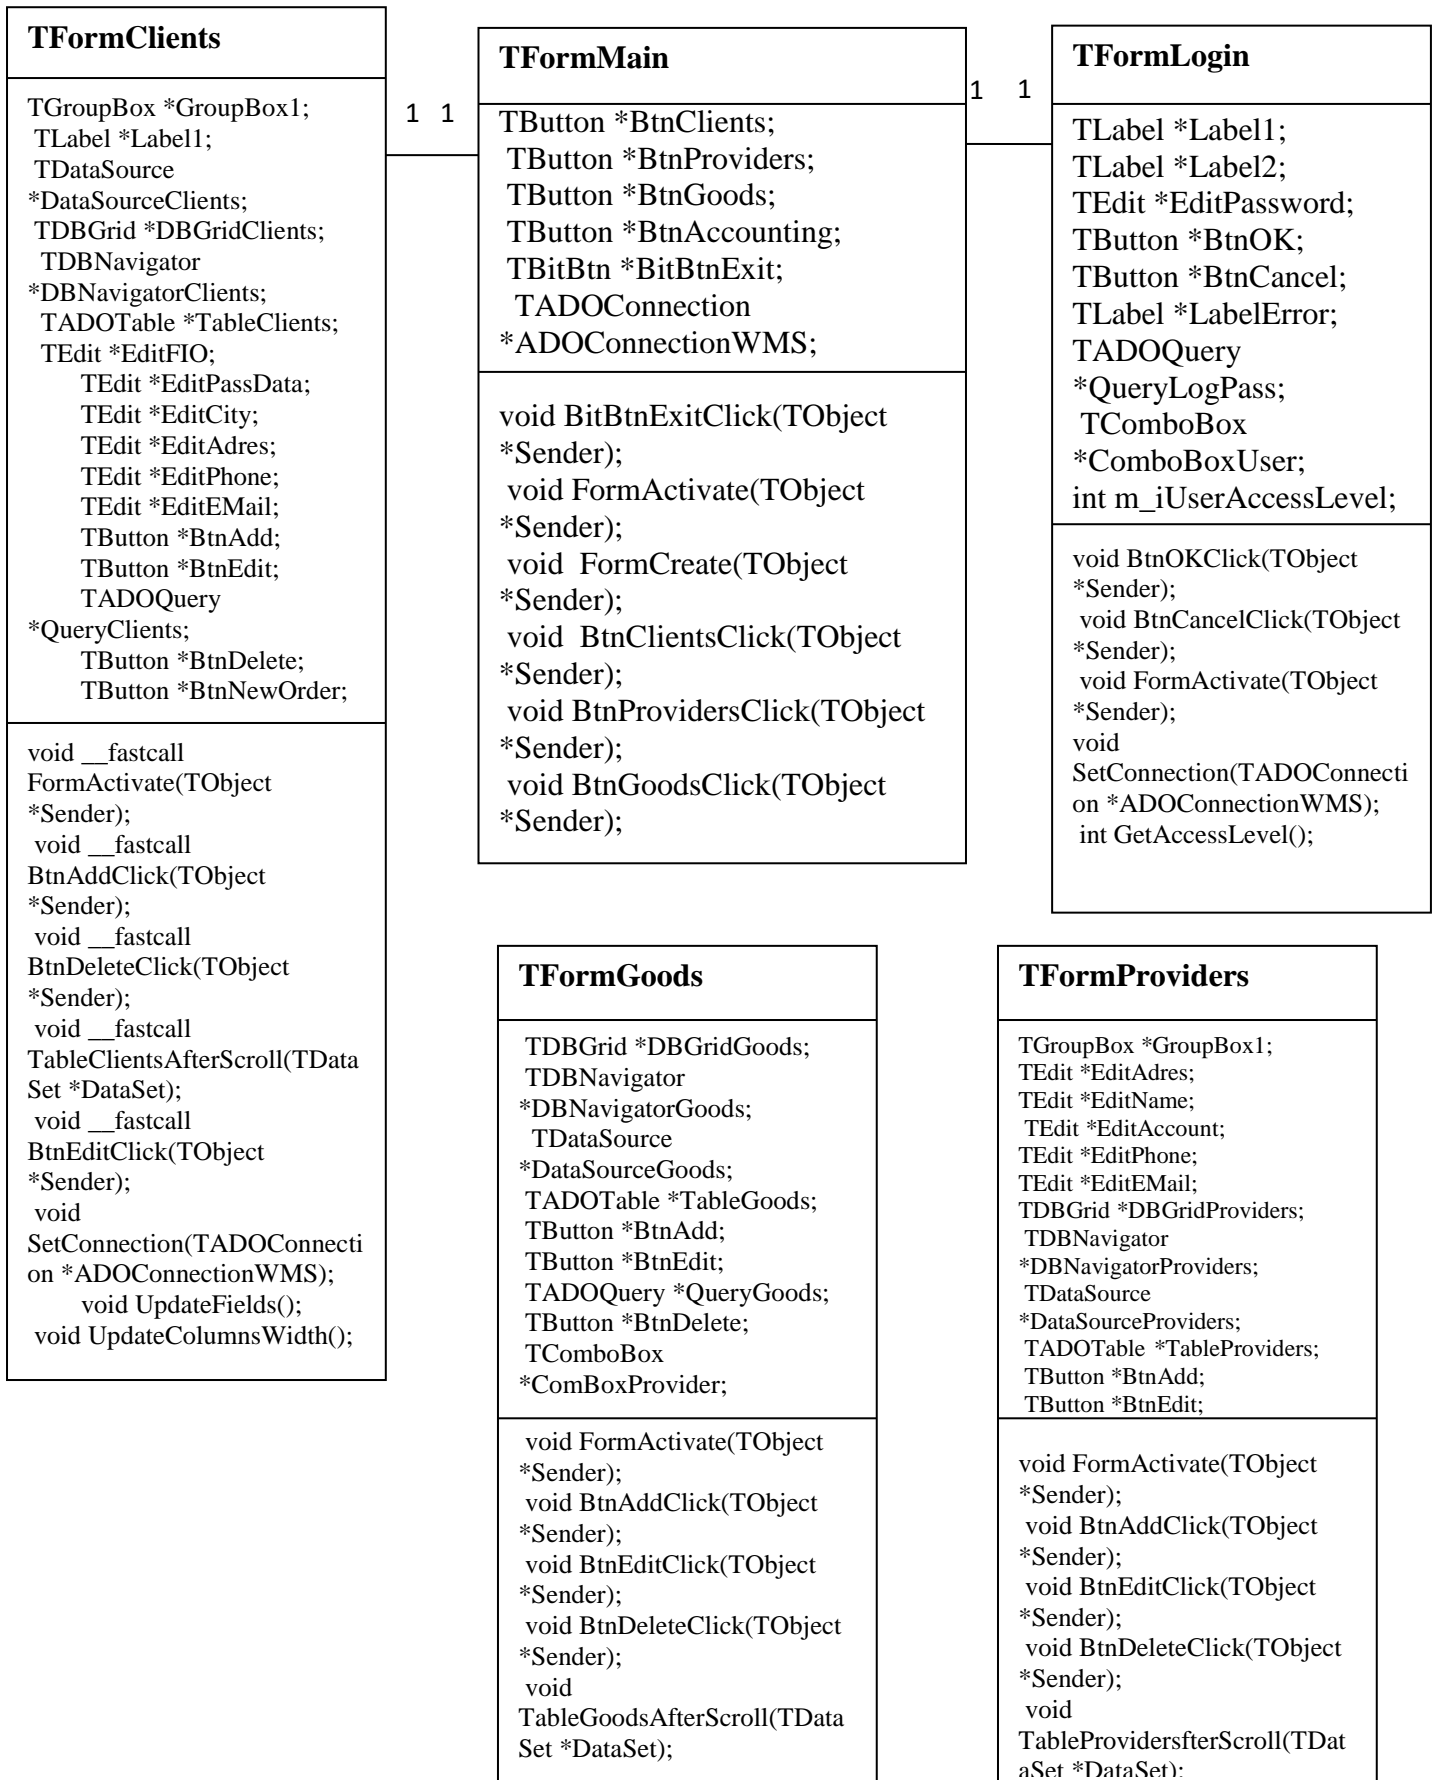 TFormClients
TGroupBox *GroupBox1;
TLabel *Label1;
TDataSource
*DataSourceClients;
TDBGrid *DBGridClients;
TDBNavigator
*DBNavigatorClients;
TADOTable *TableClients;
TEdit *EditFIO;
TEdit *EditPassData;
TEdit *EditCity;
TEdit *EditAdres;
TEdit *EditPhone;
TEdit *EditEMail;
TButton *BtnAdd;
TButton *BtnEdit;
TADOQuery
*QueryClients;
TButton *BtnDelete;
TButton *BtnNewOrder;
void __fastcall
FormActivate(TObject
*Sender);
void __fastcall
BtnAddClick(TObject
*Sender);
void __fastcall
BtnDeleteClick(TObject
*Sender);
void __fastcall
TableClientsAfterScroll(TData
Set *DataSet);
void __fastcall
BtnEditClick(TObject
*Sender);
void
SetConnection(TADOConnecti
on *ADOConnectionWMS);
void UpdateFields();
void UpdateColumnsWidth();
1 1
TFormMain
TButton *BtnClients;
TButton *BtnProviders;
TButton *BtnGoods;
TButton *BtnAccounting;
TBitBtn *BitBtnExit;
TADOConnection
*ADOConnectionWMS;
void BitBtnExitClick(TObject
*Sender);
void FormActivate(TObject
*Sender);
void FormCreate(TObject
*Sender);
void BtnClientsClick(TObject
*Sender);
void BtnProvidersClick(TObject
*Sender);
void BtnGoodsClick(TObject
*Sender);
1 1
TFormLogin
TLabel *Label1;
TLabel *Label2;
TEdit *EditPassword;
TButton *BtnOK;
TButton *BtnCancel;
TLabel *LabelError;
TADOQuery
*QueryLogPass;
TComboBox
*ComboBoxUser;
int m_iUserAccessLevel;
void BtnOKClick(TObject
*Sender);
void BtnCancelClick(TObject
*Sender);
void FormActivate(TObject
*Sender);
void
SetConnection(TADOConnecti
on *ADOConnectionWMS);
int GetAccessLevel();
TFormGoods
TDBGrid *DBGridGoods;
TDBNavigator
*DBNavigatorGoods;
TDataSource
*DataSourceGoods;
TADOTable *TableGoods;
TButton *BtnAdd;
TButton *BtnEdit;
TADOQuery *QueryGoods;
TButton *BtnDelete;
TComboBox
*ComBoxProvider;
void FormActivate(TObject
*Sender);
void BtnAddClick(TObject
*Sender);
void BtnEditClick(TObject
*Sender);
void BtnDeleteClick(TObject
*Sender);
void
TableGoodsAfterScroll(TData
Set *DataSet);
TFormProviders
TGroupBox *GroupBox1;
TEdit *EditAdres;
TEdit *EditName;
TEdit *EditAccount;
TEdit *EditPhone;
TEdit *EditEMail;
TDBGrid *DBGridProviders;
TDBNavigator
*DBNavigatorProviders;
TDataSource
*DataSourceProviders;
TADOTable *TableProviders;
TButton *BtnAdd;
TButton *BtnEdit;
void FormActivate(TObject
*Sender);
void BtnAddClick(TObject
*Sender);
void BtnEditClick(TObject
*Sender);
void BtnDeleteClick(TObject
*Sender);
void
TableProvidersfterScroll(TDat
aSet *DataSet);